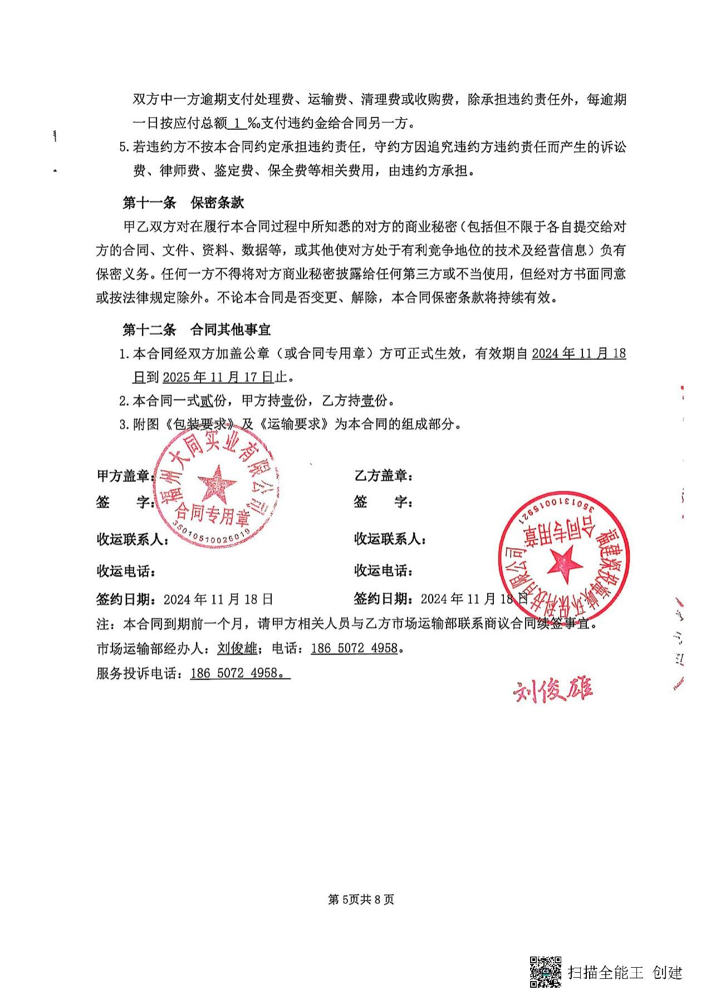 双方中一方逾期支付处理费、运输费、清理费或收购费，除承担违约责任外，每逾期
一日按应付总额 1 ‰支付违约金给合同另一方。
5.若违约方不按本合同约定承担违约责任，守约方因追究违约方违约责任而产生的诉讼
费、律师费、鉴定费、保全费等相关费用，由违约方承担。
第十一条 保密条款
甲乙双方对在履行本合同过程中所知悉的对方的商业秘密（包括但不限于各自提交给对
方的合同、文件、资料、数据等，或其他使对方处于有利竞争地位的技术及经营信息）负有
保密义务。任何一方不得将对方商业秘密披露给任何第三方或不当使用，但经对方书面同意
或按法律规定除外。不论本合同是否变更、解除，本合同保密条款将持续有效。
第十二条 合同其他事宜
1.本合同经双方加盖公章（或合同专用章）方可正式生效，有效期自 2024 年 11 月 18
日到 2025 年 11 月 17 日止。
2.本合同一式贰份，甲方持壹份，乙方持壹份。
3.附图《包装要求》及《运输要求》为本合同的组成部分。
福州大同实业有限公司
合同专用章
35010510026019
甲方盖章：
签 字：
收运联系人：
收运电话：
签约日期：2024 年 11 月 18 日
乙方盖章：
签 字：
收运联系人：
收运电话：
签约日期：2024 年 11 月 18 日
福建深投海峡环保科技有限公司
合同专用章
3501310015921
注：本合同到期前一个月，请甲方相关人员与乙方市场运输部联系商议合同续签事宜。
市场运输部经办人：刘俊雄；电话：186 5072 4958。
服务投诉电话：186 5072 4958。
刘俊雄
第 5页共 8 页
CS
扫描全能王 创建